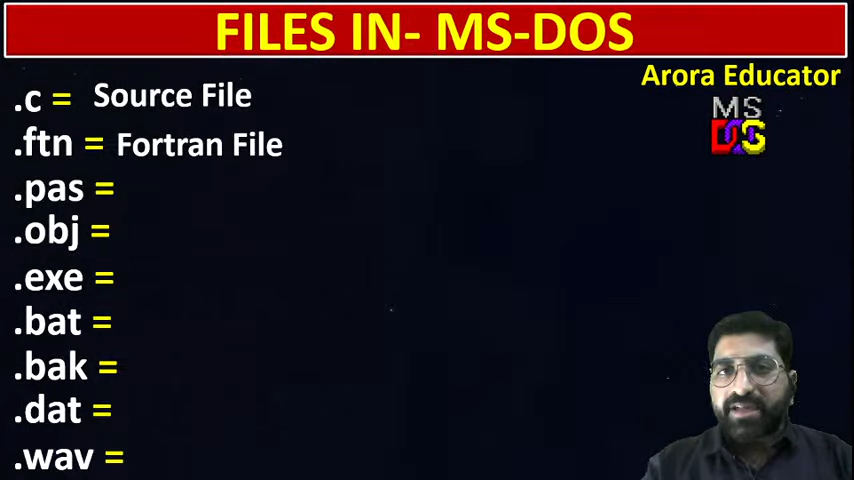 FILES IN- MS-DOS
Arora Educator
MS
DOS
.c = Source File
.ftn = Fortran File
.pas =
.obj =
.exe =
.bat =
.bak =
.dat =
.wav =